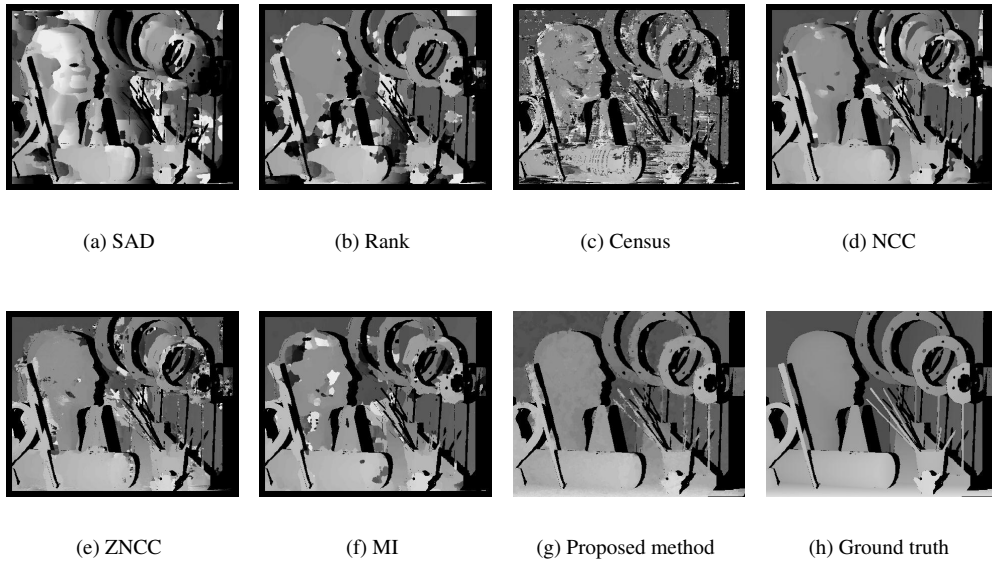 (a) SAD
(b) Rank
(c) Census
(d) NCC
(e) ZNCC
(f) MI
(g) Proposed method
(h) Ground truth